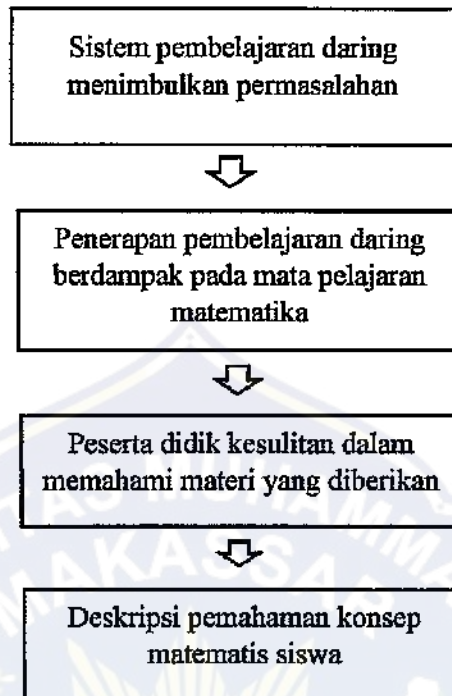 Sistem pembelajaran daring
menimbulkan permasalahan
Penerapan pembelajaran daring
berdampak pada mata pelajaran
matematika
Peserta didik kesulitan dalam
memahami materi yang diberikan
Deskripsi pemahaman konsep
matematis siswa
MAKASSAR